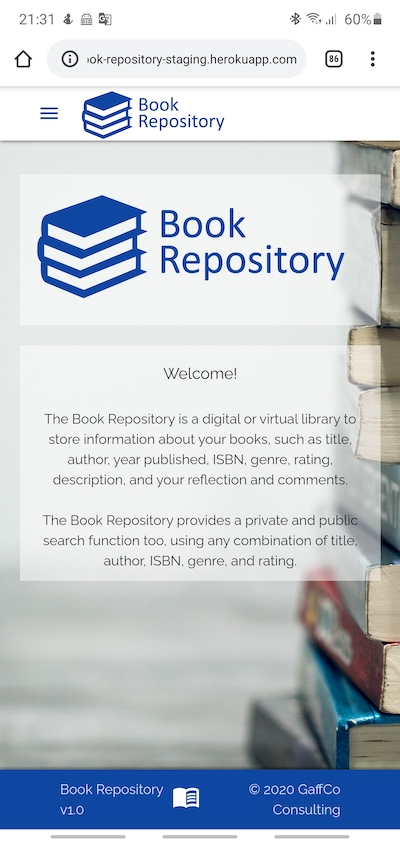 21:31
60%
ok-repository-staging.herokuapp.com
86
Book
Repository
Book
Repository
Welcome!
The Book Repository is a digital or virtual library to
store information about your books, such as title,
author, year published, ISBN, genre, rating,
description, and your reflection and comments.
The Book Repository provides a private and public
search function too, using any combination of title,
author, ISBN, genre, and rating.
Book Repository
v1.0
© 2020 GaffCo
Consulting